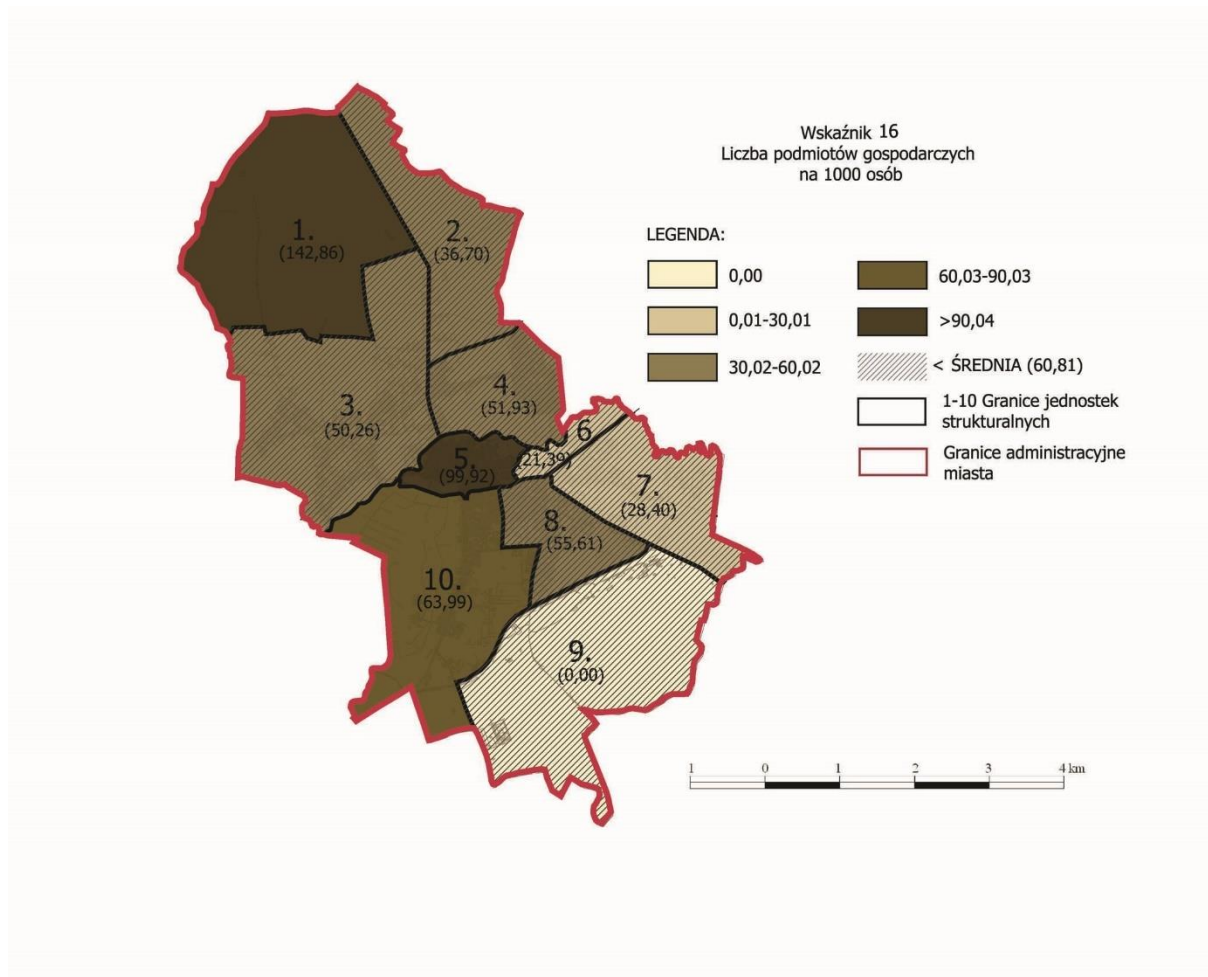 Wskaźnik 16
Liczba podmiotów gospodarczych
na 1000 osób
LEGENDA:
0,00
60,03-90,03
0,01-30,01
>90,04
30,02-60,02
< ŚREDNIA (60,81)
1-10 Granice jednostek
strukturalnych
Granice administracyjne
miasta
1.
(142,86)
2.
(36,70)
3.
(50,26)
4.
(51,93)
5.
(99,92)
6
(21,39)
7.
(28,40)
8.
(55,61)
10.
(63,99)
9.
(0,00)
1 0 1 2 3 4 km